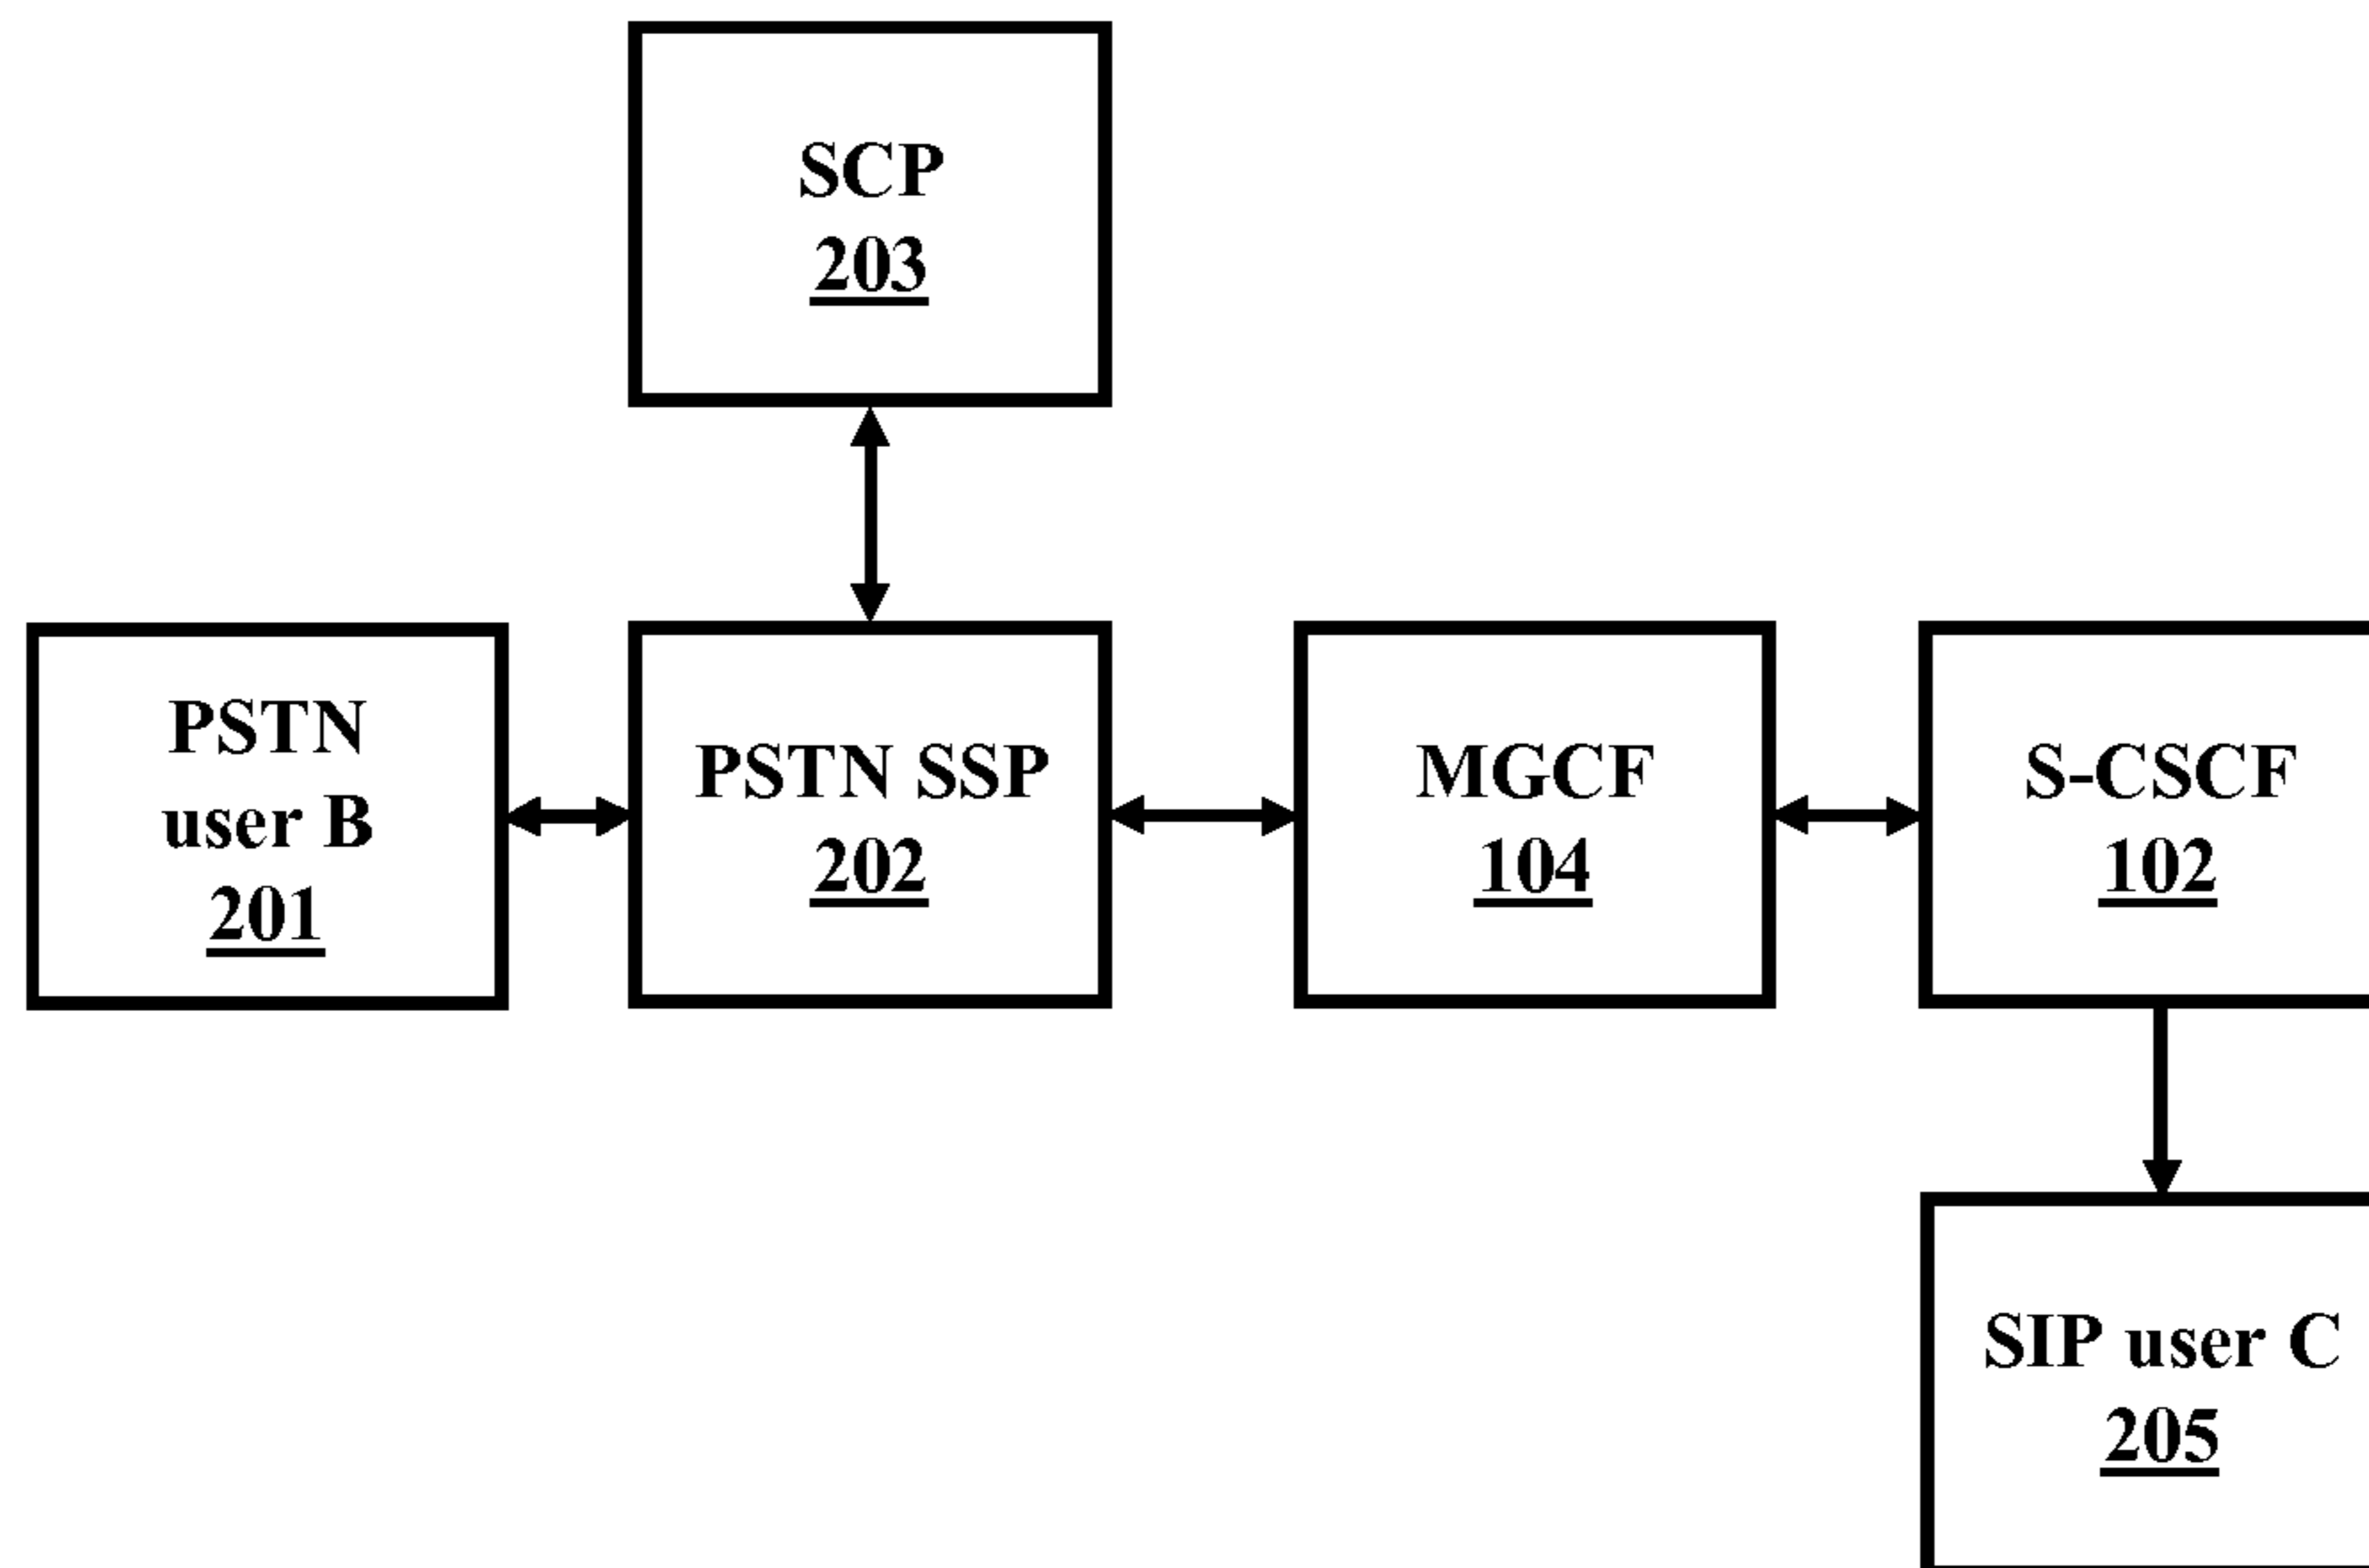 SCP
203
PSTN
user B
201
PSTN SSP
202
MGCF
104
S-CSCF
102
SIP user C
205